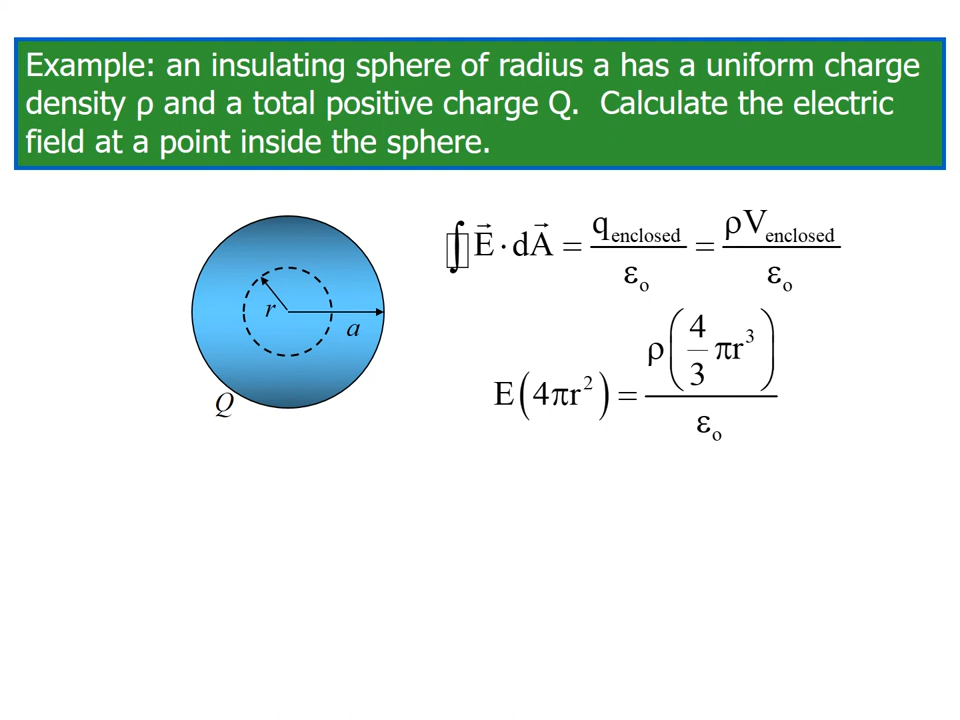 Example: an insulating sphere of radius a has a uniform charge
density ρ and a total positive charge Q.  Calculate the electric
field at a point inside the sphere.
∮ E⃗ · dA⃗ = q_enclosed / ε_o = ρV_enclosed / ε_o
r
a
Q
E(4πr²) = ρ(4/3 πr³) / ε_o